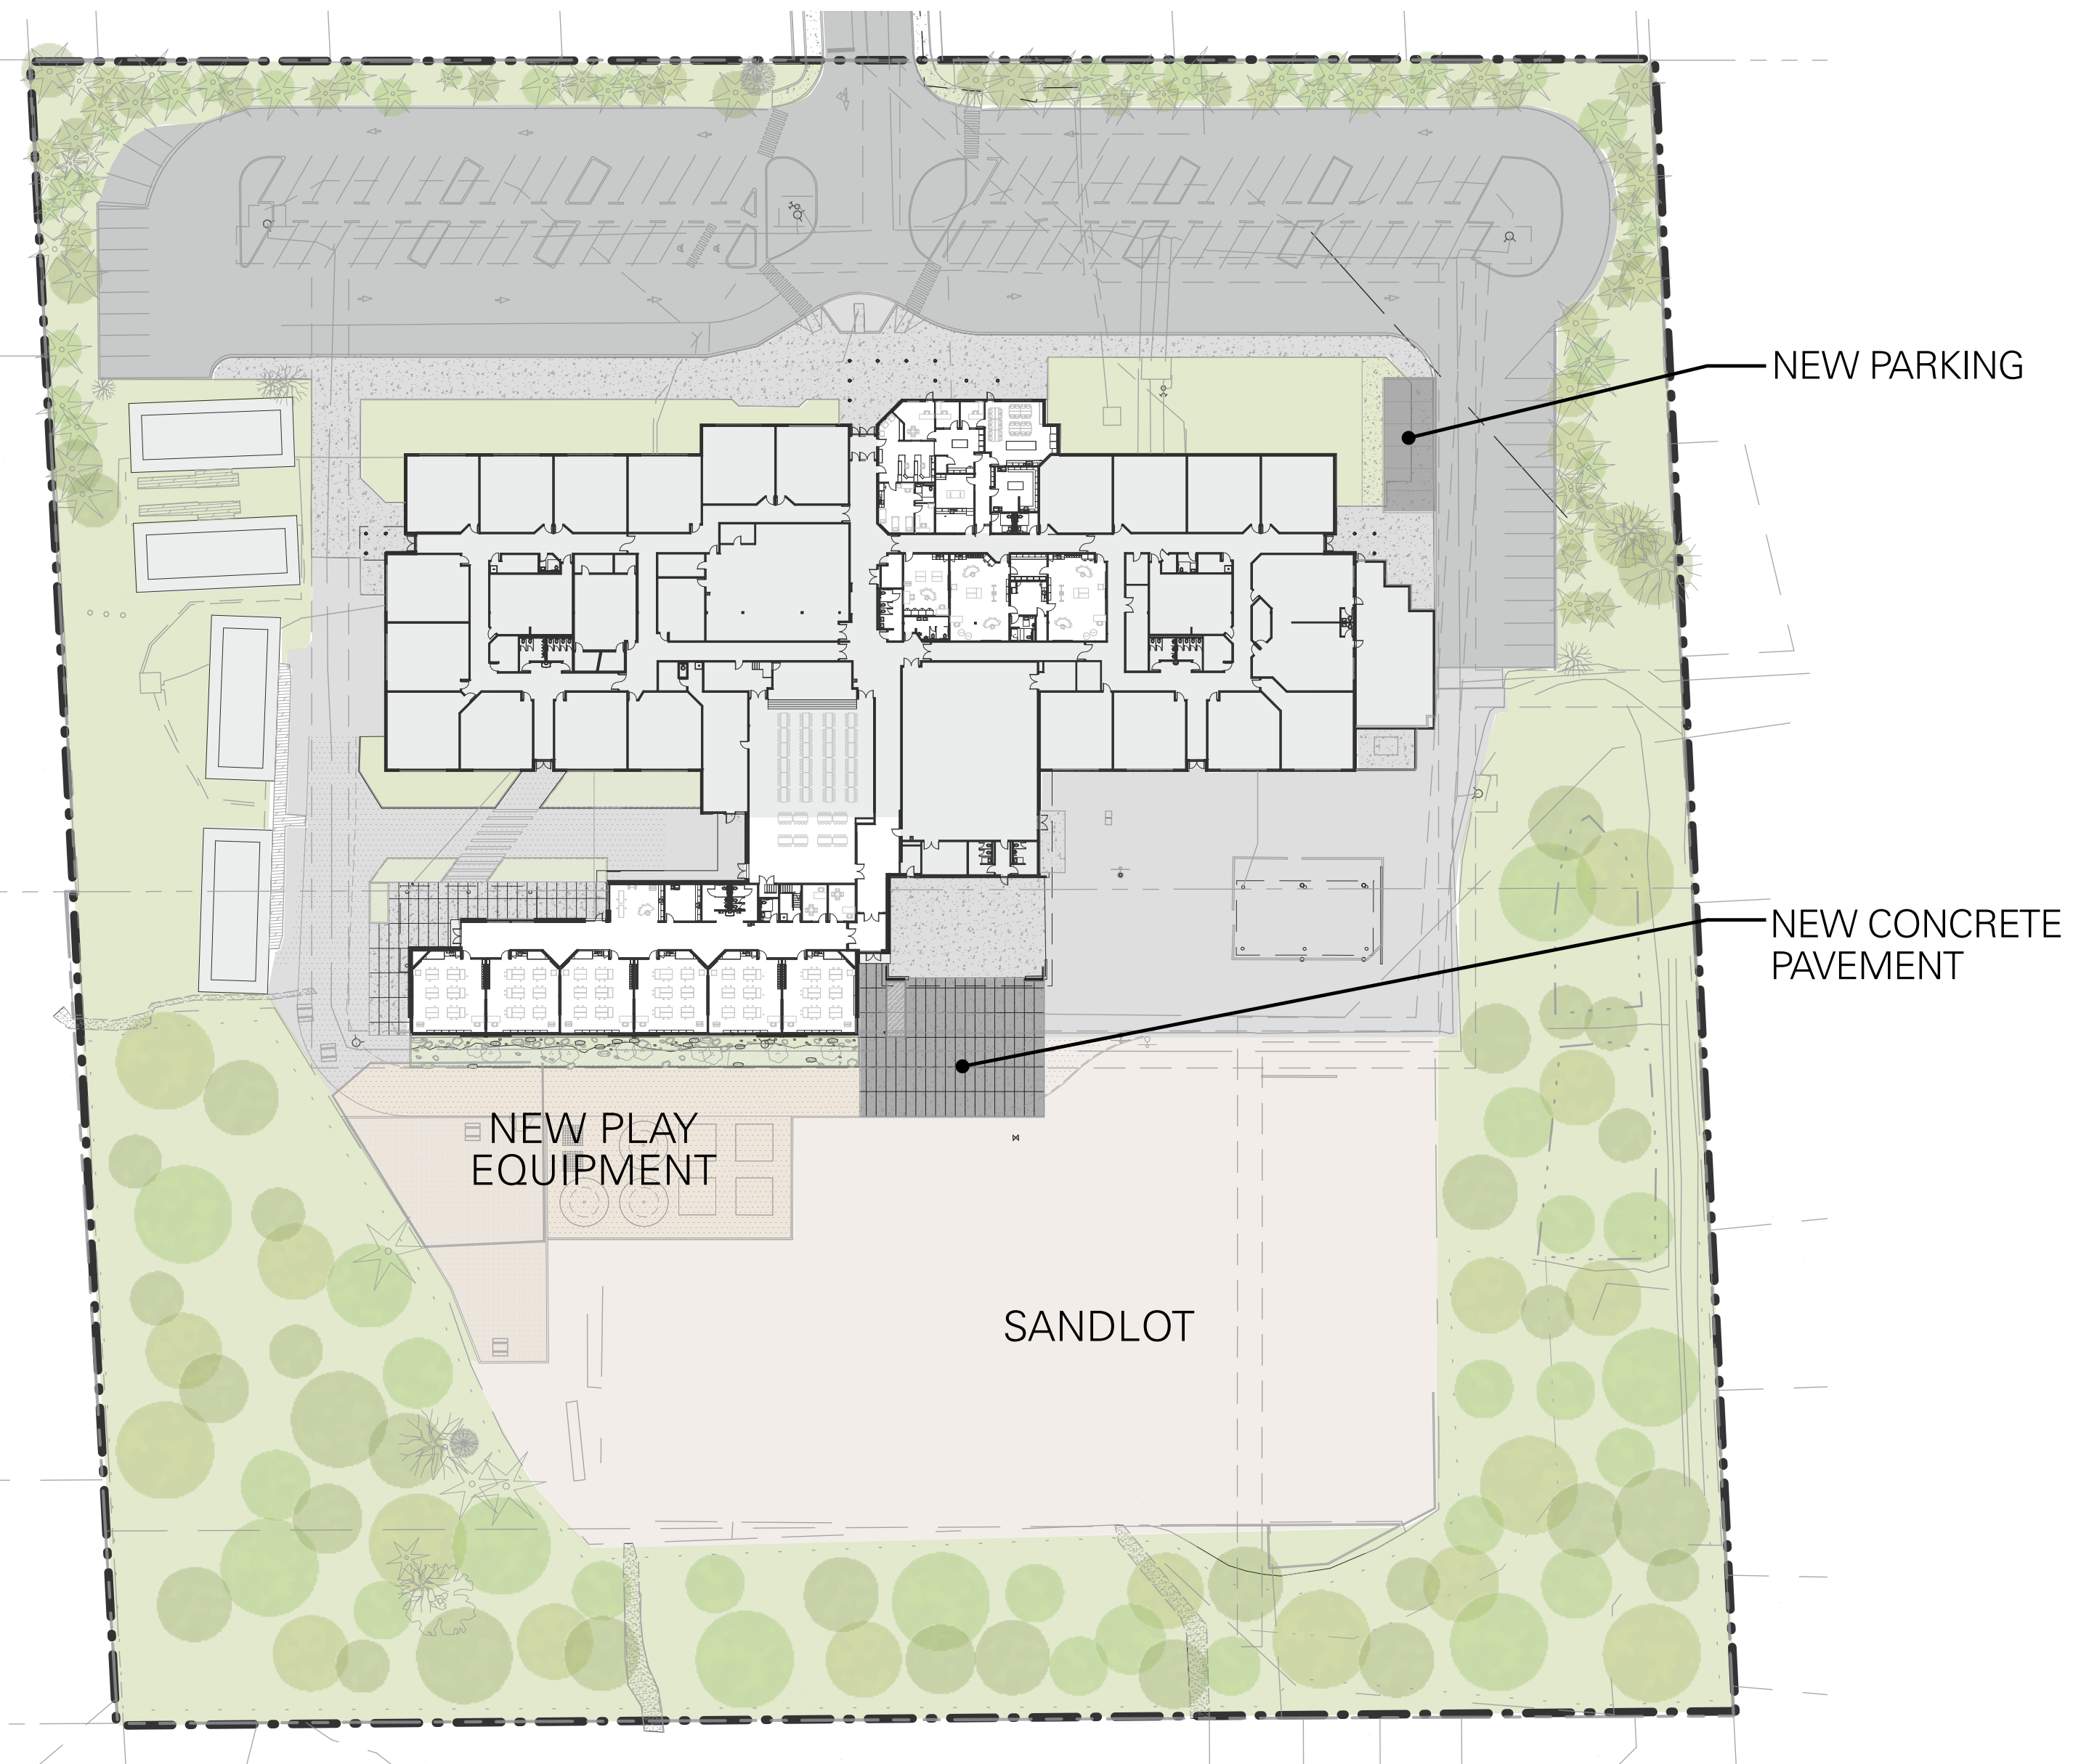 NEW PARKING
NEW CONCRETE
PAVEMENT
NEW PLAY
EQUIPMENT
SANDLOT